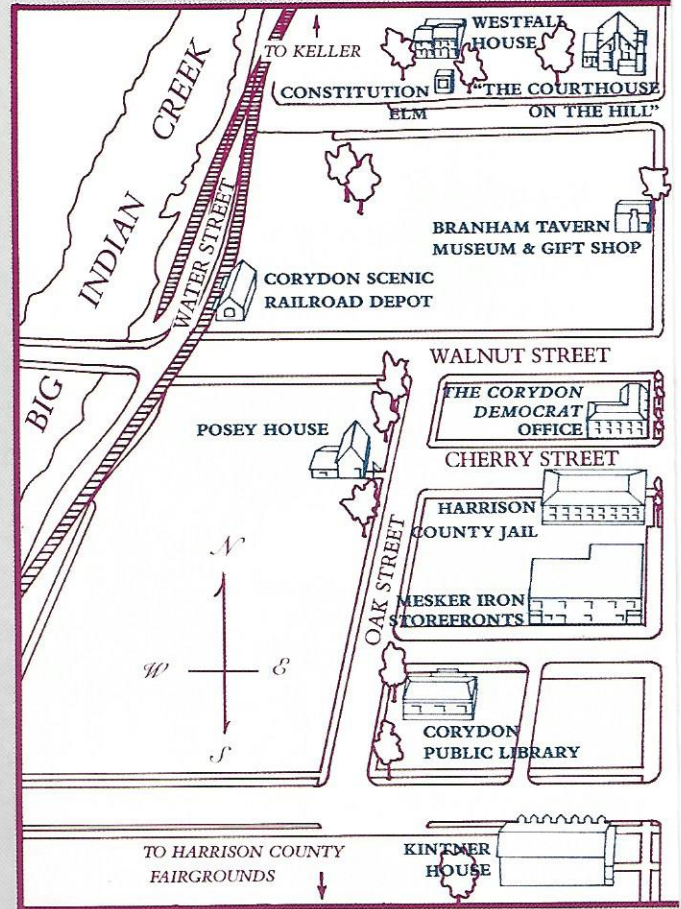 TO KELLER
WESTFALL
HOUSE
CONSTITUTION
ELM
"THE COURTHOUSE
ON THE HILL"
INDIAN
CREEK
WATER STREET
BRANHAM TAVERN
MUSEUM & GIFT SHOP
CORYDON SCENIC
RAILROAD DEPOT
WALNUT STREET
BIG
THE CORYDON
DEMOCRAT
OFFICE
POSEY HOUSE
CHERRY STREET
HARRISON
COUNTY JAIL
OAK STREET
N
W
E
S
MESKER IRON
STOREFRONTS
CORYDON
PUBLIC LIBRARY
TO HARRISON COUNTY
FAIRGROUNDS
KINTNER
HOUSE